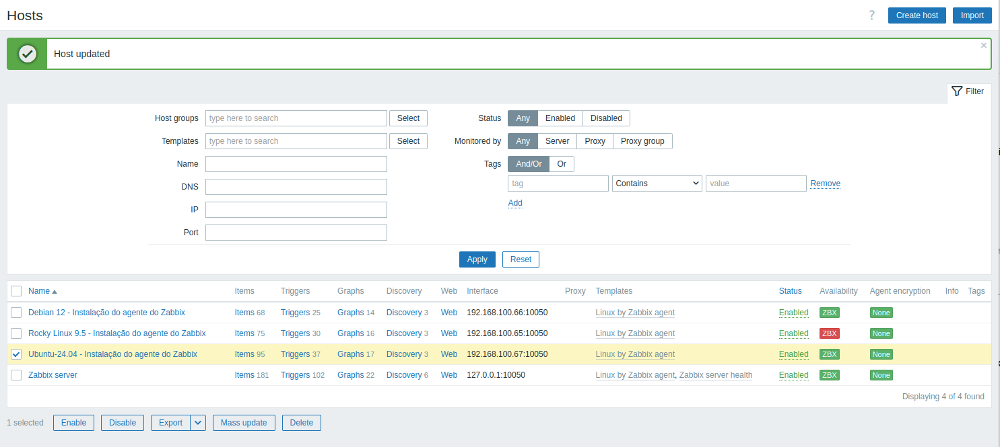 Hosts ? Create host Import
Host updated ×
Filter
Host groups type here to search Select Status Any Enabled Disabled
Templates type here to search Select Monitored by Any Server Proxy Proxy group
Name Tags And/Or Or
DNS tag Contains value Remove
IP Add
Port
Apply Reset
Name Items Triggers Graphs Discovery Web Interface Proxy Templates Status Availability Agent encryption Info Tags
Debian 12 - Instalação do agente do Zabbix Items 68 Triggers 25 Graphs 14 Discovery 3 Web 192.168.100.66:10050 Linux by Zabbix agent Enabled ZBX None
Rocky Linux 9.5 - Instalação do agente do Zabbix Items 75 Triggers 30 Graphs 16 Discovery 3 Web 192.168.100.65:10050 Linux by Zabbix agent Enabled ZBX None
Ubuntu-24.04 - Instalação do agente do Zabbix Items 95 Triggers 37 Graphs 17 Discovery 3 Web 192.168.100.67:10050 Linux by Zabbix agent Enabled ZBX None
Zabbix server Items 181 Triggers 102 Graphs 22 Discovery 6 Web 127.0.0.1:10050 Linux by Zabbix agent, Zabbix server health Enabled ZBX None
Displaying 4 of 4 found
1 selected Enable Disable Export Mass update Delete